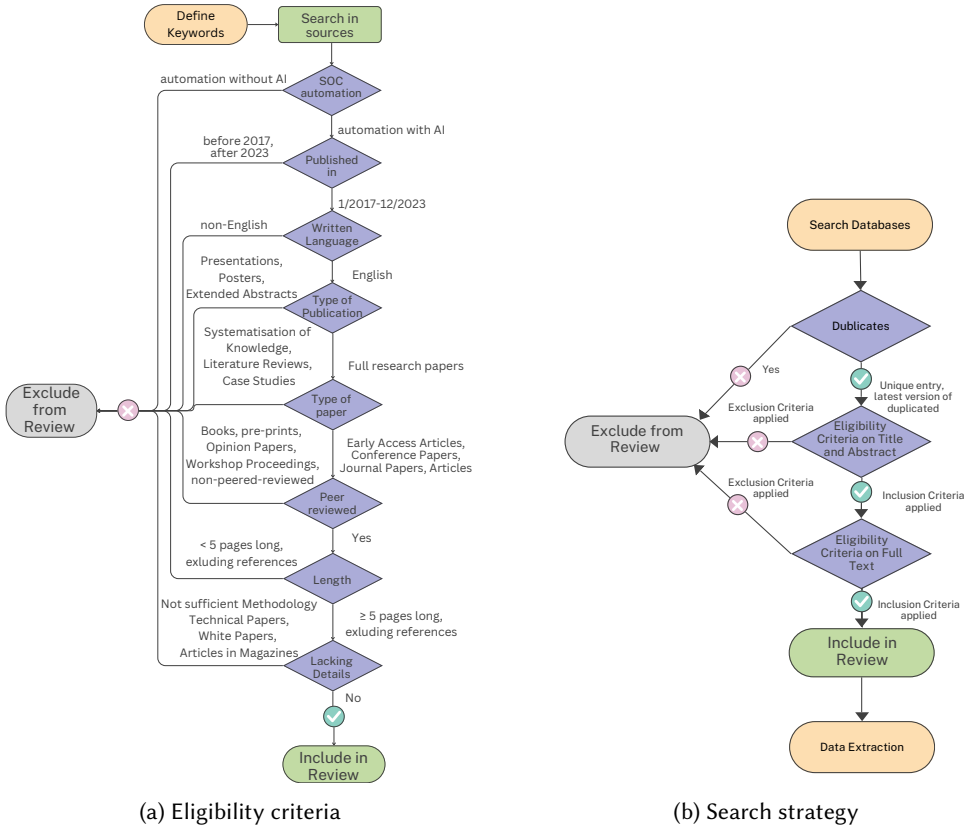 Define
Keywords
Search in
sources
automation without AI
SOC
automation
automation with AI
before 2017,
after 2023
Published
in
1/2017-12/2023
non-English
Written
Language
English
Presentations,
Posters,
Extended Abstracts
Type of
Publication
Full research papers
Systematisation of
Knowledge,
Literature Reviews,
Case Studies
Type of
paper
Early Access Articles,
Conference Papers,
Journal Papers, Articles
Exclude
from
Review
Books, pre-prints,
Opinion Papers,
Workshop Proceedings,
non-peered-reviewed
Peer
reviewed
Yes
< 5 pages long,
exluding references
Length
≥ 5 pages long,
exluding references
Not sufficient Methodology
Technical Papers,
White Papers,
Articles in Magazines
Lacking
Details
No
Include in
Review
(a) Eligibility criteria
Search Databases
Dublicates
Yes
Unique entry,
latest version of
duplicated
Exclusion Criteria
applied
Exclude from
Review
Eligibility
Criteria on Title
and Abstract
Exclusion Criteria
applied
Inclusion Criteria
applied
Eligibility
Criteria on Full
Text
Inclusion Criteria
applied
Include in
Review
Data Extraction
(b) Search strategy